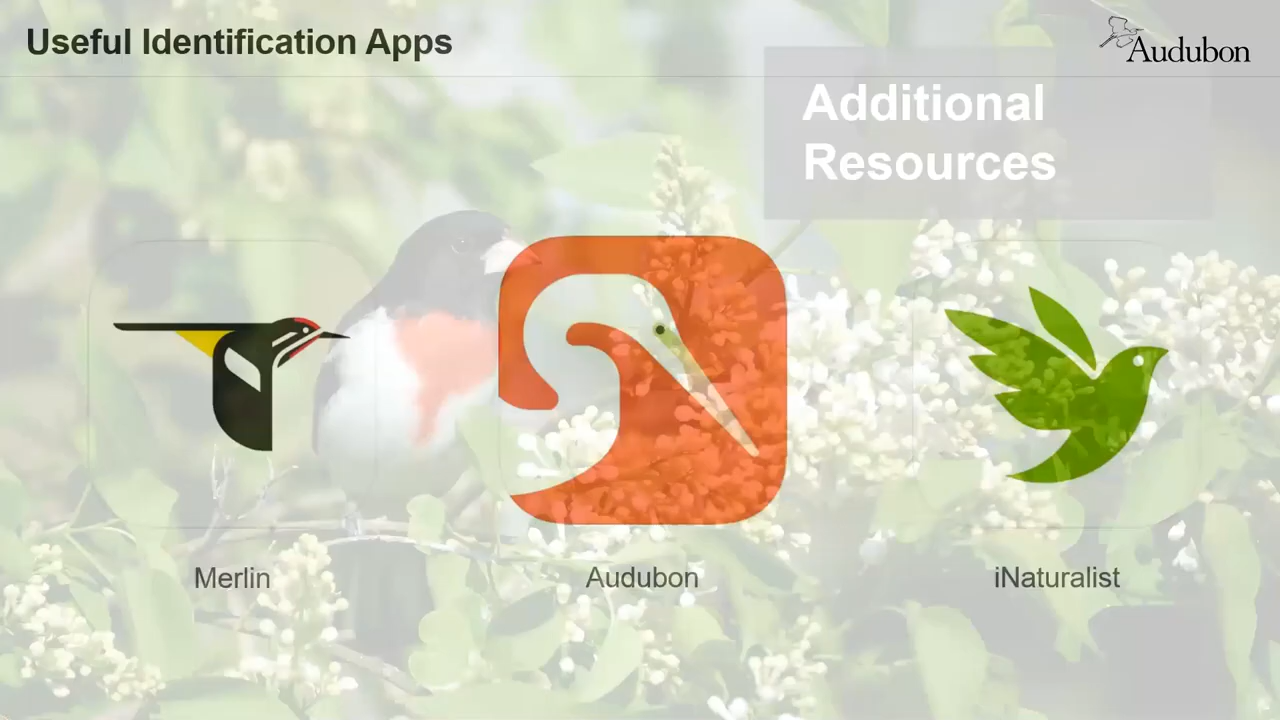 Useful Identification Apps
Audubon
Additional
Resources
Merlin
Audubon
iNaturalist